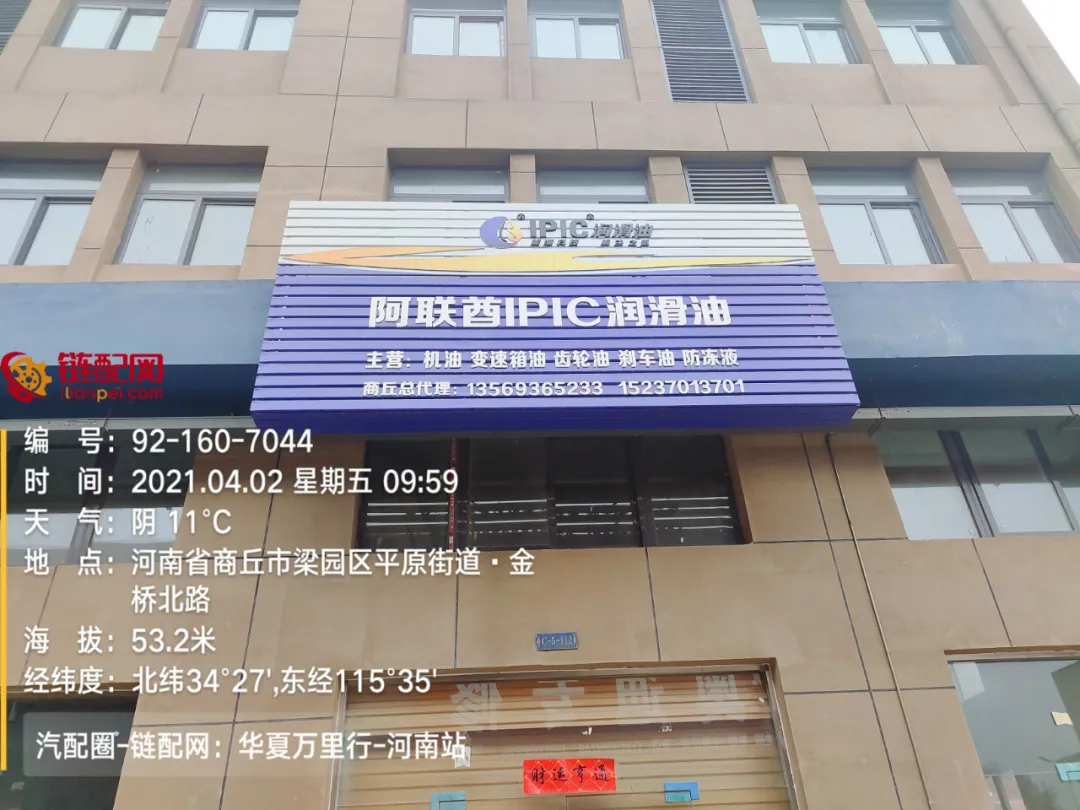 IPIC润滑油
阿联酋IPIC润滑油
主营：机油 变速箱油 齿轮油 刹车油 防冻液
商丘总代理：13569365233 15237013701
链配网
lianpei.com
编 号：92-160-7044
时 间：2021.04.02 星期五 09:59
天 气：阴 11℃
地 点：河南省商丘市梁园区平原街道·金
桥北路
海 拔：53.2米
经纬度：北纬34°27',东经115°35'
C-5-112
汽配圈-链配网：华夏万里行-河南站
财运亨通